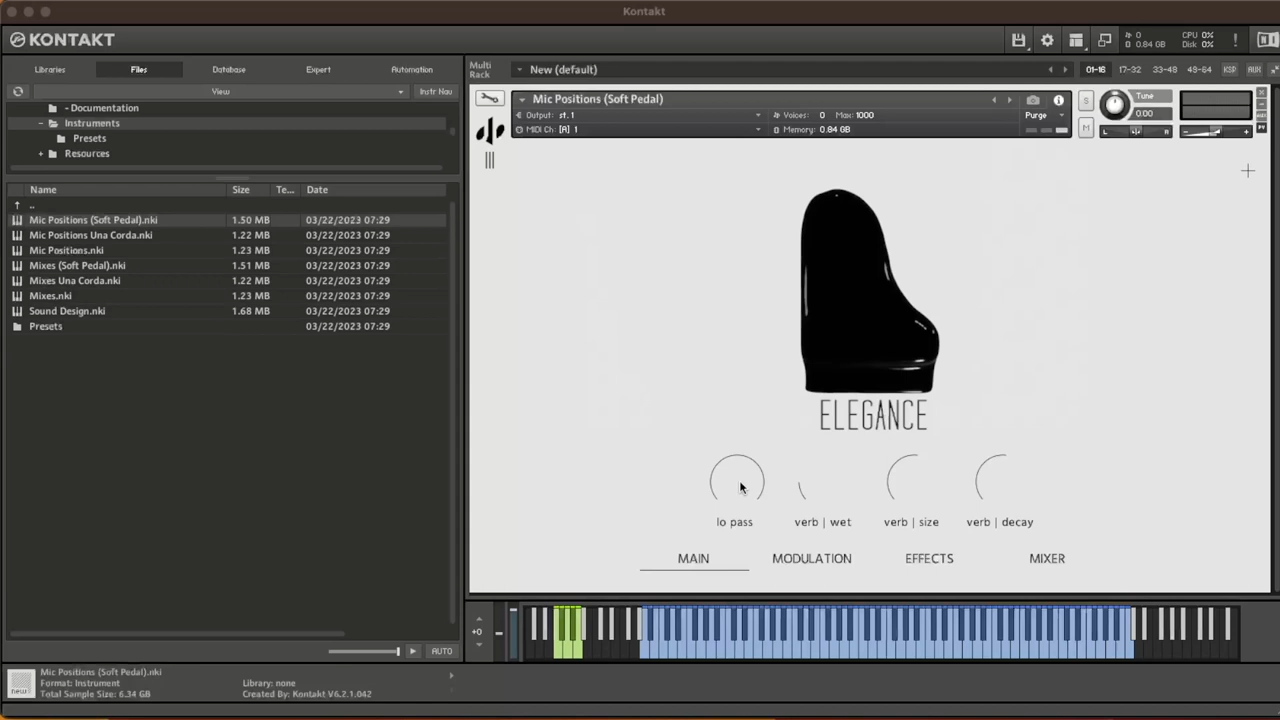 Kontakt
KONTAKT
0
0.84 GB
CPU 0%
Disk 0%
!
Libraries
Files
Database
Expert
Automation
View
Instr Nav
- Documentation
Instruments
Presets
Resources
Name
Size
Te...
Date
..
Mic Positions (Soft Pedal).nki 1.50 MB 03/22/2023 07:29
Mic Positions Una Corda.nki 1.22 MB 03/22/2023 07:29
Mic Positions.nki 1.23 MB 03/22/2023 07:29
Mixes (Soft Pedal).nki 1.51 MB 03/22/2023 07:29
Mixes Una Corda.nki 1.22 MB 03/22/2023 07:29
Mixes.nki 1.23 MB 03/22/2023 07:29
Sound Design.nki 1.68 MB 03/22/2023 07:29
Presets 03/22/2023 07:29
AUTO
Mic Positions (Soft Pedal).nki
Format: Instrument
Total Sample Size: 6.34 GB
Library: none
Created By: Kontakt V6.2.1.042
new
Multi
Rack
New (default)
01-16
17-32
33-48
49-64
KSP
AUX
Mic Positions (Soft Pedal)
Output: st. 1
Voices: 0 Max: 1000
Purge
MIDI Ch: [A] 1
Memory: 0.84 GB
S
M
Tune
0.00
L
R
ELEGANCE
lo pass
verb | wet
verb | size
verb | decay
MAIN
MODULATION
EFFECTS
MIXER
+0